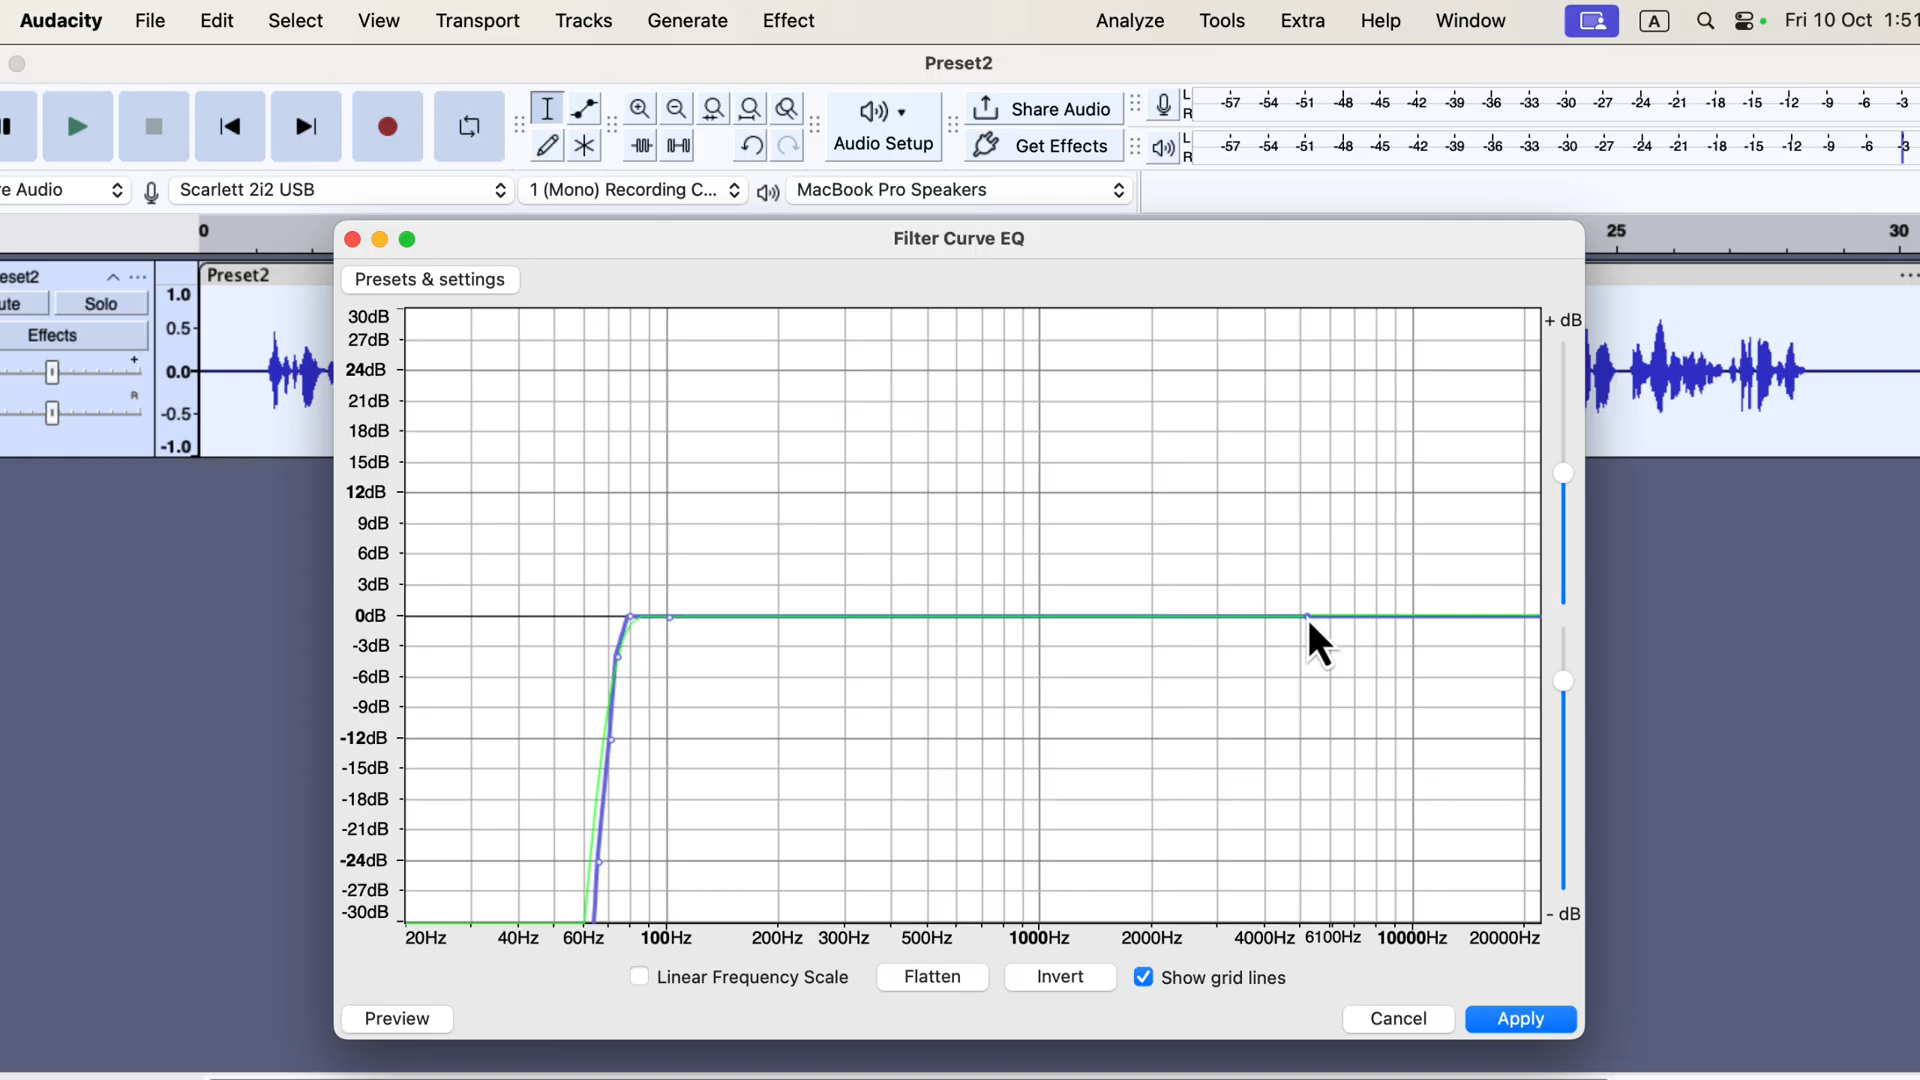 Audacity File Edit Select View Transport Tracks Generate Effect Analyze Tools Extra Help Window A Fri 10 Oct 1:51
Preset2
Share Audio
L
R
-57 -54 -51 -48 -45 -42 -39 -36 -33 -30 -27 -24 -21 -18 -15 -12 -9 -6 -3
Audio Setup
Get Effects
L
R
-57 -54 -51 -48 -45 -42 -39 -36 -33 -30 -27 -24 -21 -18 -15 -12 -9 -6 -3
re Audio Scarlett 2i2 USB 1 (Mono) Recording C... MacBook Pro Speakers
0 25 30
Filter Curve EQ
eset2 ... Preset2 ...
ute Solo
Effects
+
R
1.0
0.5
0.0
-0.5
-1.0
Presets & settings
30dB
27dB
24dB
21dB
18dB
15dB
12dB
9dB
6dB
3dB
0dB
-3dB
-6dB
-9dB
-12dB
-15dB
-18dB
-21dB
-24dB
-27dB
-30dB
+ dB
- dB
20Hz 40Hz 60Hz 100Hz 200Hz 300Hz 500Hz 1000Hz 2000Hz 4000Hz 6100Hz 10000Hz 20000Hz
Linear Frequency Scale Flatten Invert Show grid lines
Preview Cancel Apply